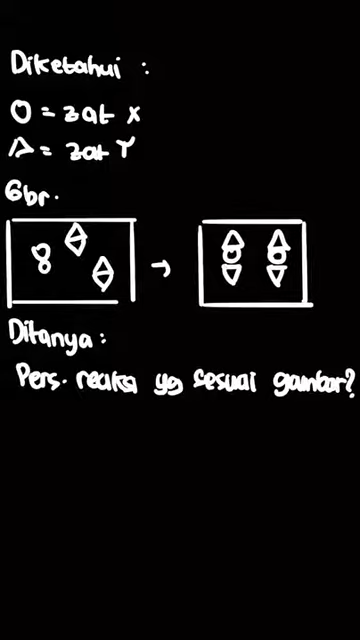 Diketahui :
O = zat X
Δ = zat Y
Gbr.
→
Ditanya :
Pers. reaksi yg sesuai gambar?